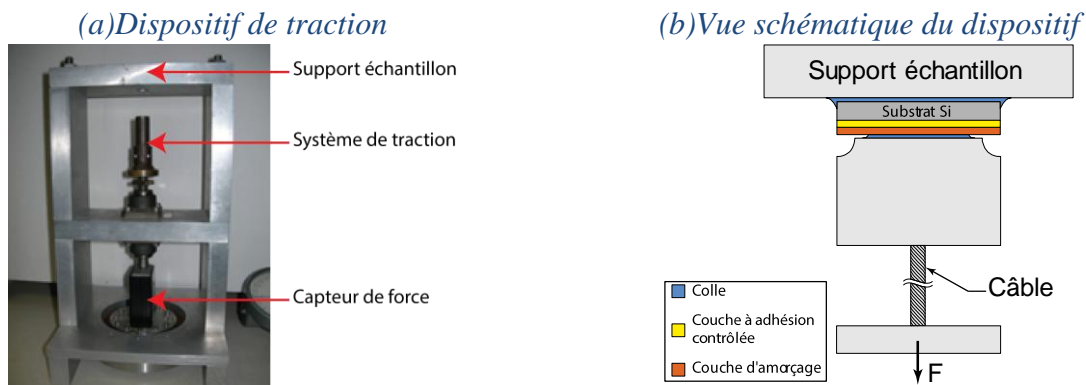 (a)Dispositif de traction
Support échantillon
Système de traction
Capteur de force
(b)Vue schématique du dispositif
Support échantillon
Substrat Si
Câble
Colle
Couche à adhésion
contrôlée
Couche d'amorçage
F